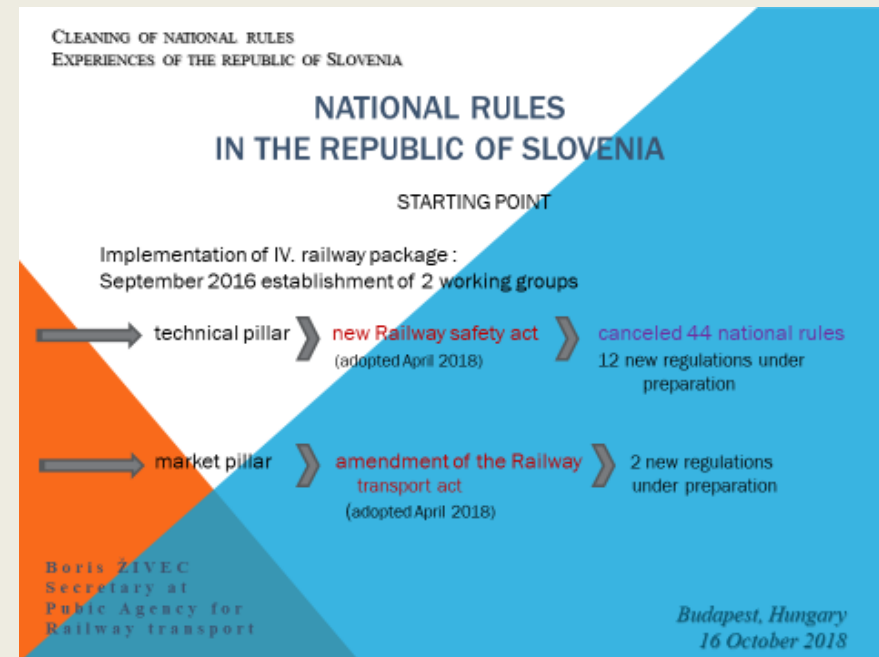 CLEANING OF NATIONAL RULES
EXPERIENCES OF THE REPUBLIC OF SLOVENIA
NATIONAL RULES
IN THE REPUBLIC OF SLOVENIA
STARTING POINT
Implementation of IV. railway package :
September 2016 establishment of 2 working groups
technical pillar
new Railway safety act
(adopted April 2018)
canceled 44 national rules
12 new regulations under
preparation
market pillar
amendment of the Railway
transport act
(adopted April 2018)
2 new regulations
under preparation
Boris ŽIVEC
Secretary at
Pubic Agency for
Railway transport
Budapest, Hungary
16 October 2018